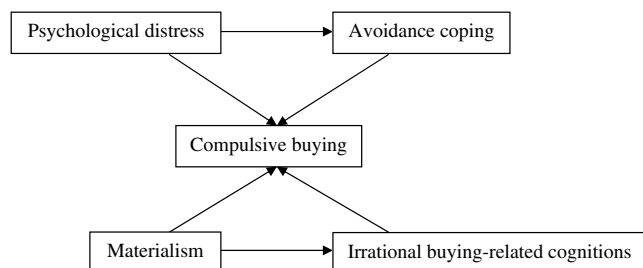 Psychological distress
Avoidance coping
Compulsive buying
Materialism
Irrational buying-related cognitions